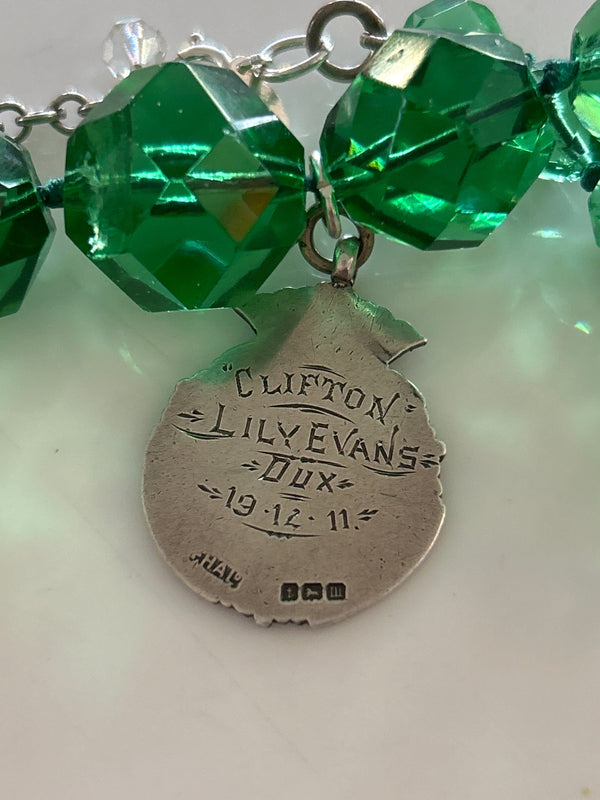 "CLIFTON"
LILY EVANS
DUX
19·12·11.